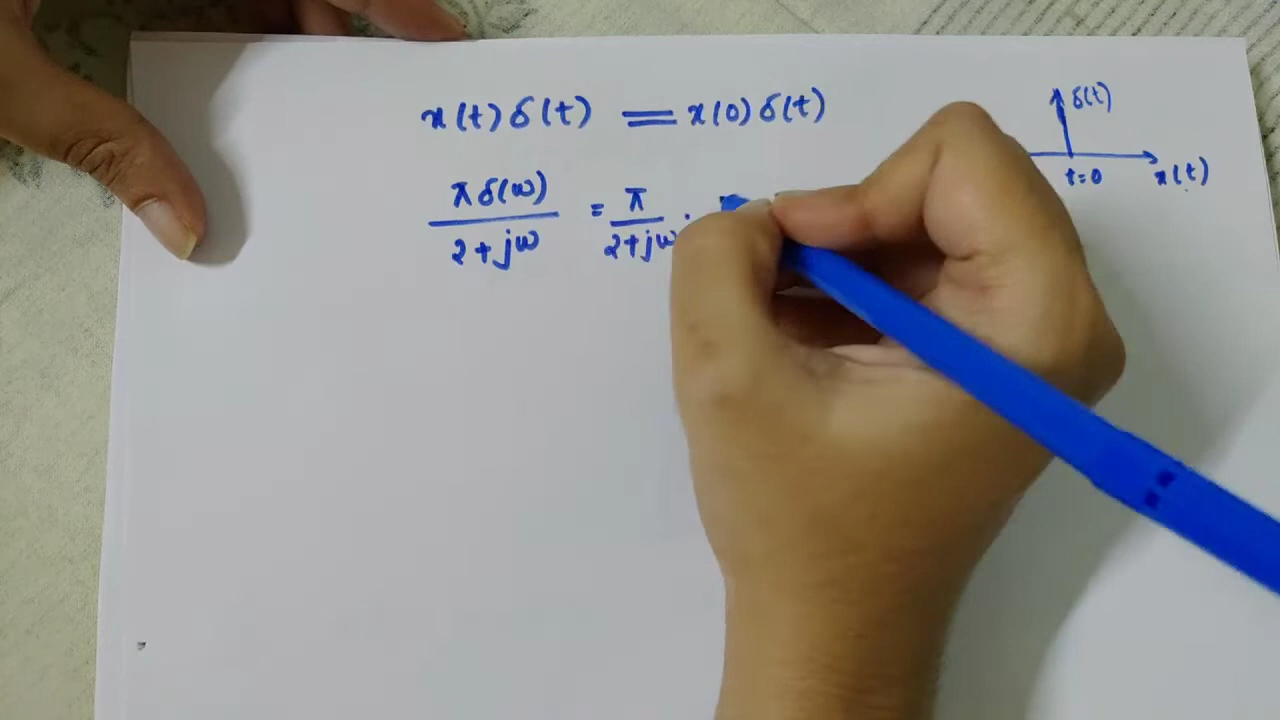 x(t) δ(t) = x(0) δ(t)
δ(t)
t=0 x(t)
πδ(ω)/2+jω = π/2+jω ·